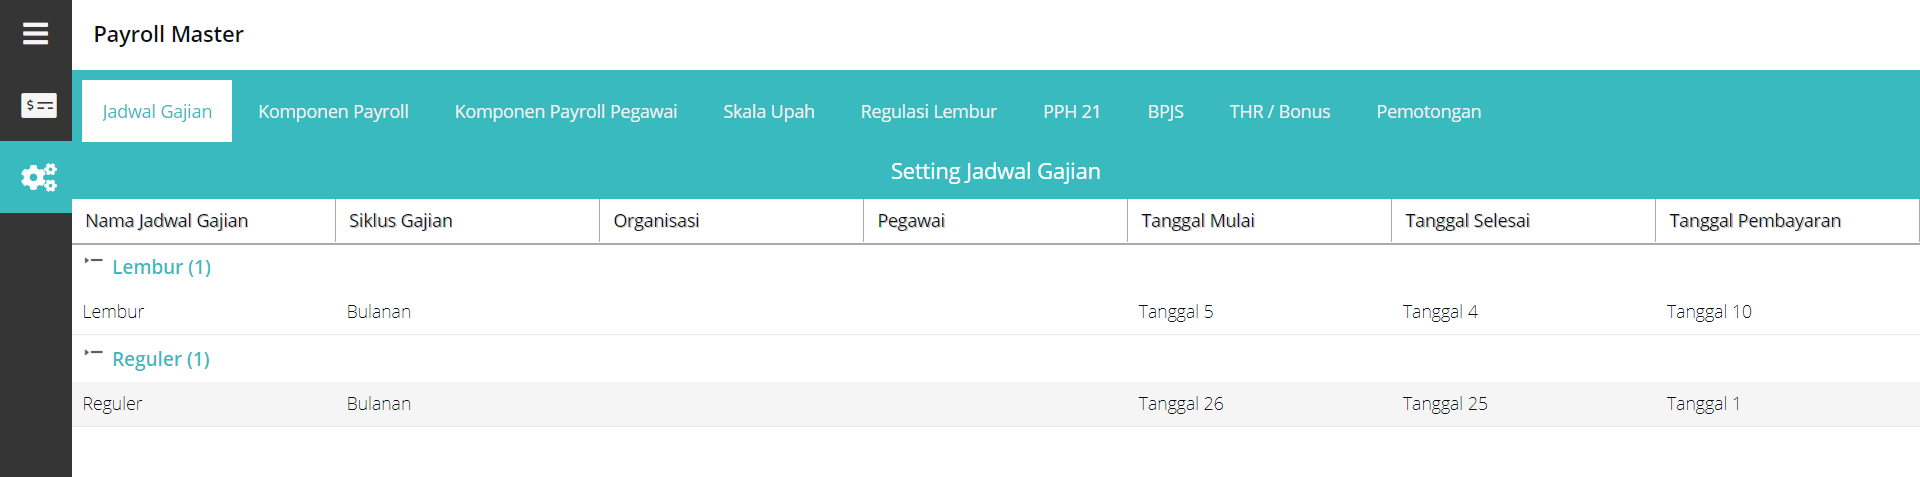 Payroll Master
Jadwal Gajian Komponen Payroll Komponen Payroll Pegawai Skala Upah Regulasi Lembur PPH 21 BPJS THR / Bonus Pemotongan
Setting Jadwal Gajian
Nama Jadwal Gajian Siklus Gajian Organisasi Pegawai Tanggal Mulai Tanggal Selesai Tanggal Pembayaran
Lembur (1)
Lembur Bulanan Tanggal 5 Tanggal 4 Tanggal 10
Reguler (1)
Reguler Bulanan Tanggal 26 Tanggal 25 Tanggal 1